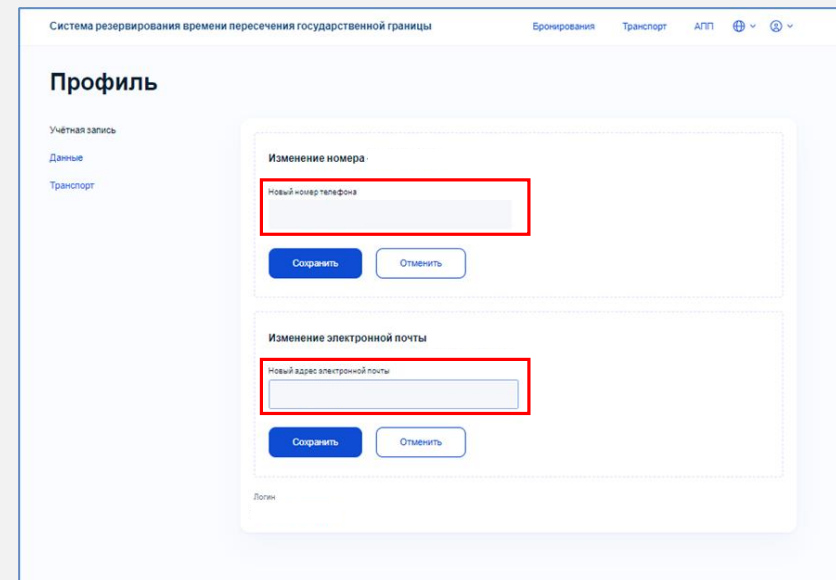 Система резервирования времени пересечения государственной границы
Бронирования
Транспорт
АПП
Профиль
Учётная запись
Данные
Транспорт
Изменение номера
Новый номер телефона
Сохранить
Отменить
Изменение электронной почты
Новый адрес электронной почты
Сохранить
Отменить
Логин